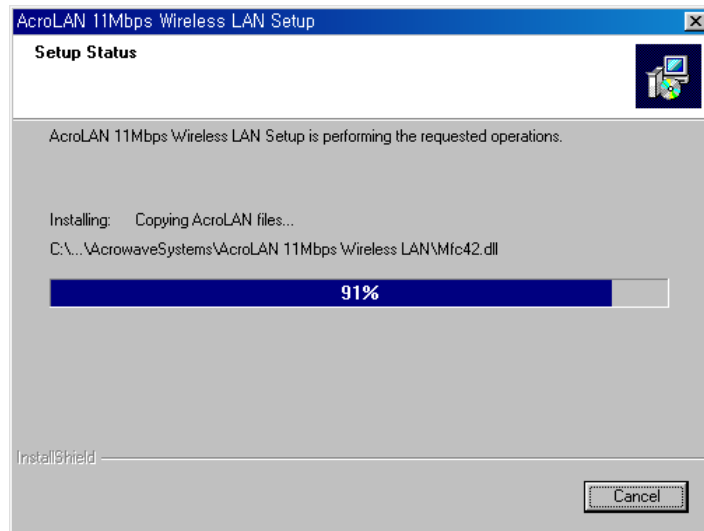 AcroLAN 11Mbps Wireless LAN Setup
Setup Status
AcroLAN 11Mbps Wireless LAN Setup is performing the requested operations.
Installing: Copying AcroLAN files...
C:\...\AcrowaveSystems\AcroLAN 11Mbps Wireless LAN\Mfc42.dll
91%
InstallShield
Cancel